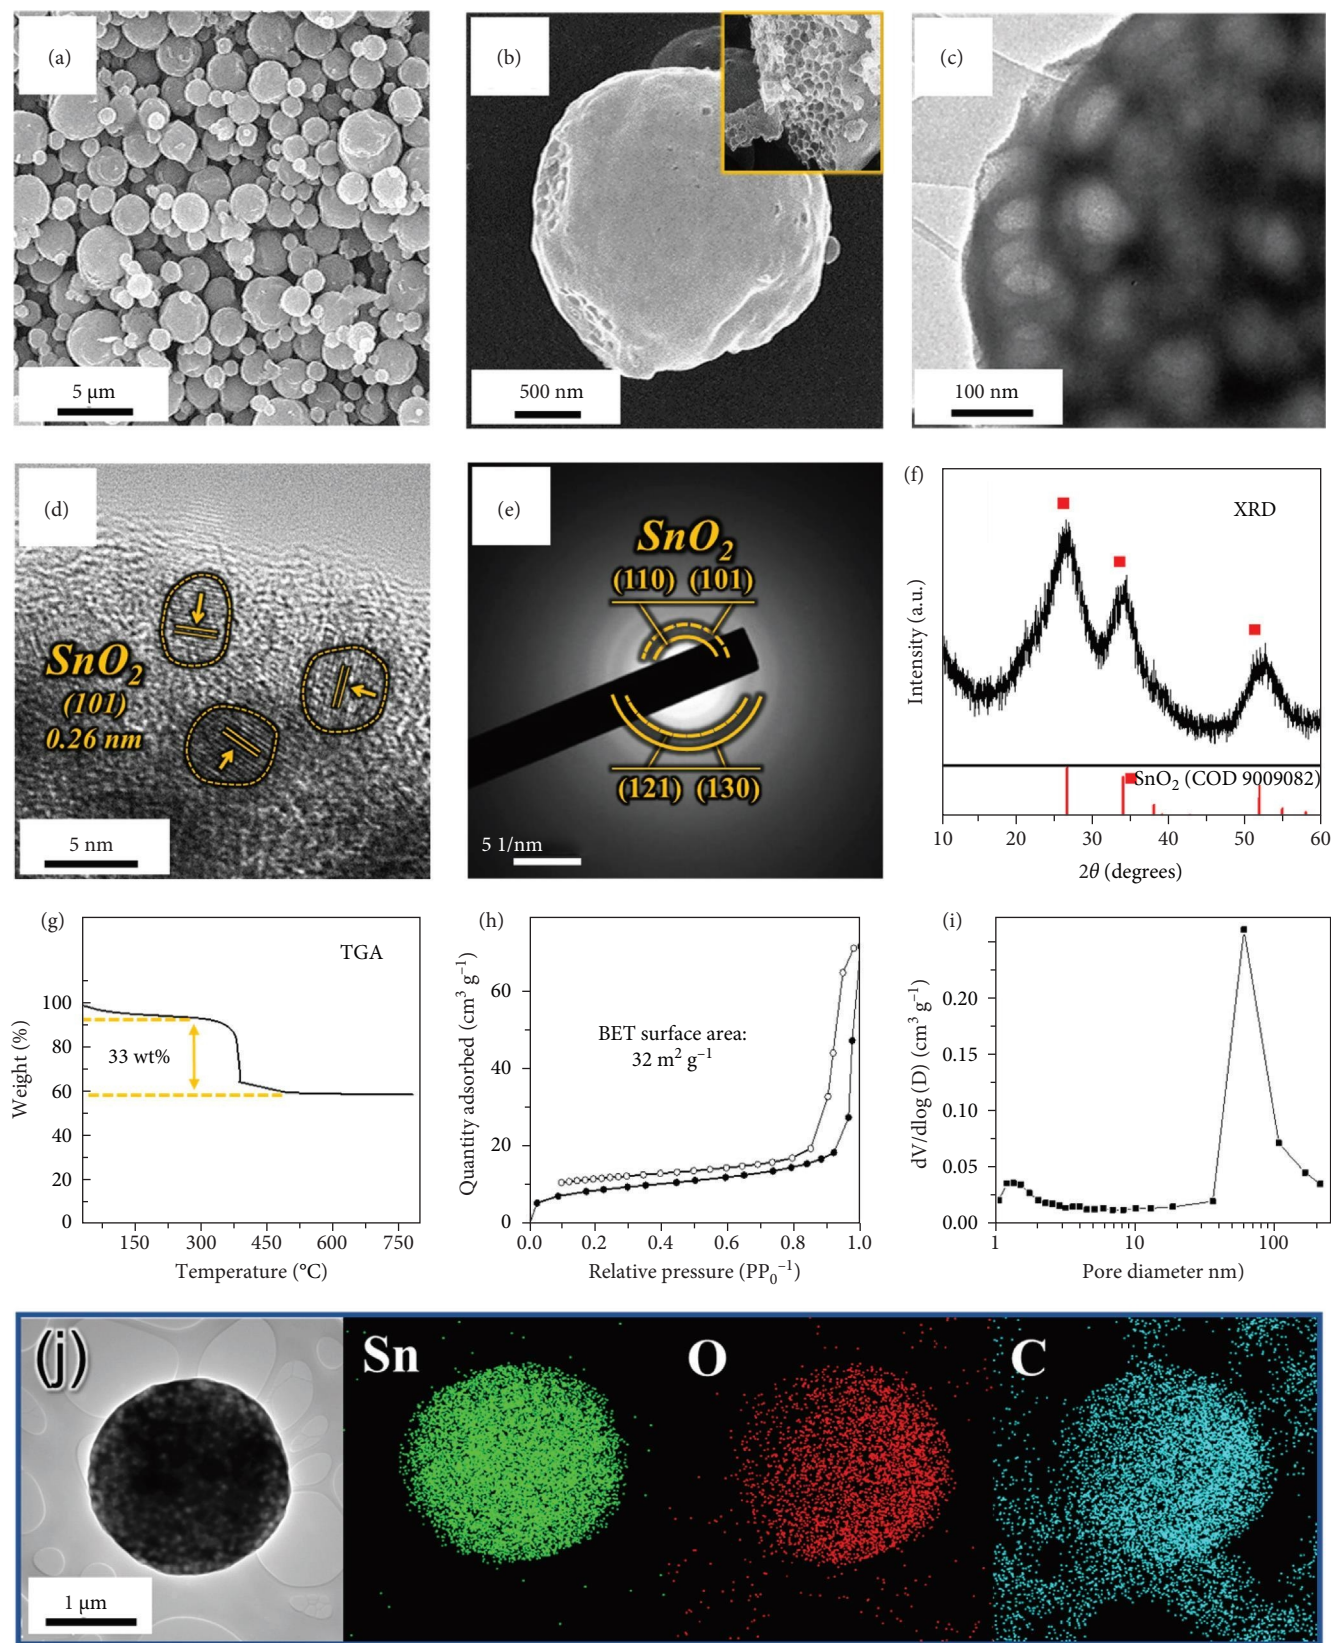 (a)
5 μm
(b)
500 nm
(c)
100 nm
(d)
SnO2
(101)
0.26 nm
5 nm
(e)
SnO2
(110) (101)
(121) (130)
5 1/nm
(f)
XRD
Intensity (a.u.)
SnO2 (COD 9009082)
10 20 30 40 50 60
2θ (degrees)
(g)
TGA
Weight (%)
100
80
60
40
20
0
33 wt%
150 300 450 600 750
Temperature (°C)
(h)
Quantity adsorbed (cm³ g⁻¹)
60
40
20
0
BET surface area:
32 m² g⁻¹
0.0 0.2 0.4 0.6 0.8 1.0
Relative pressure (PP₀⁻¹)
(i)
dV/dlog (D) (cm³ g⁻¹)
0.20
0.15
0.10
0.05
0.00
1 10 100
Pore diameter nm)
(j)
1 μm
Sn
O
C